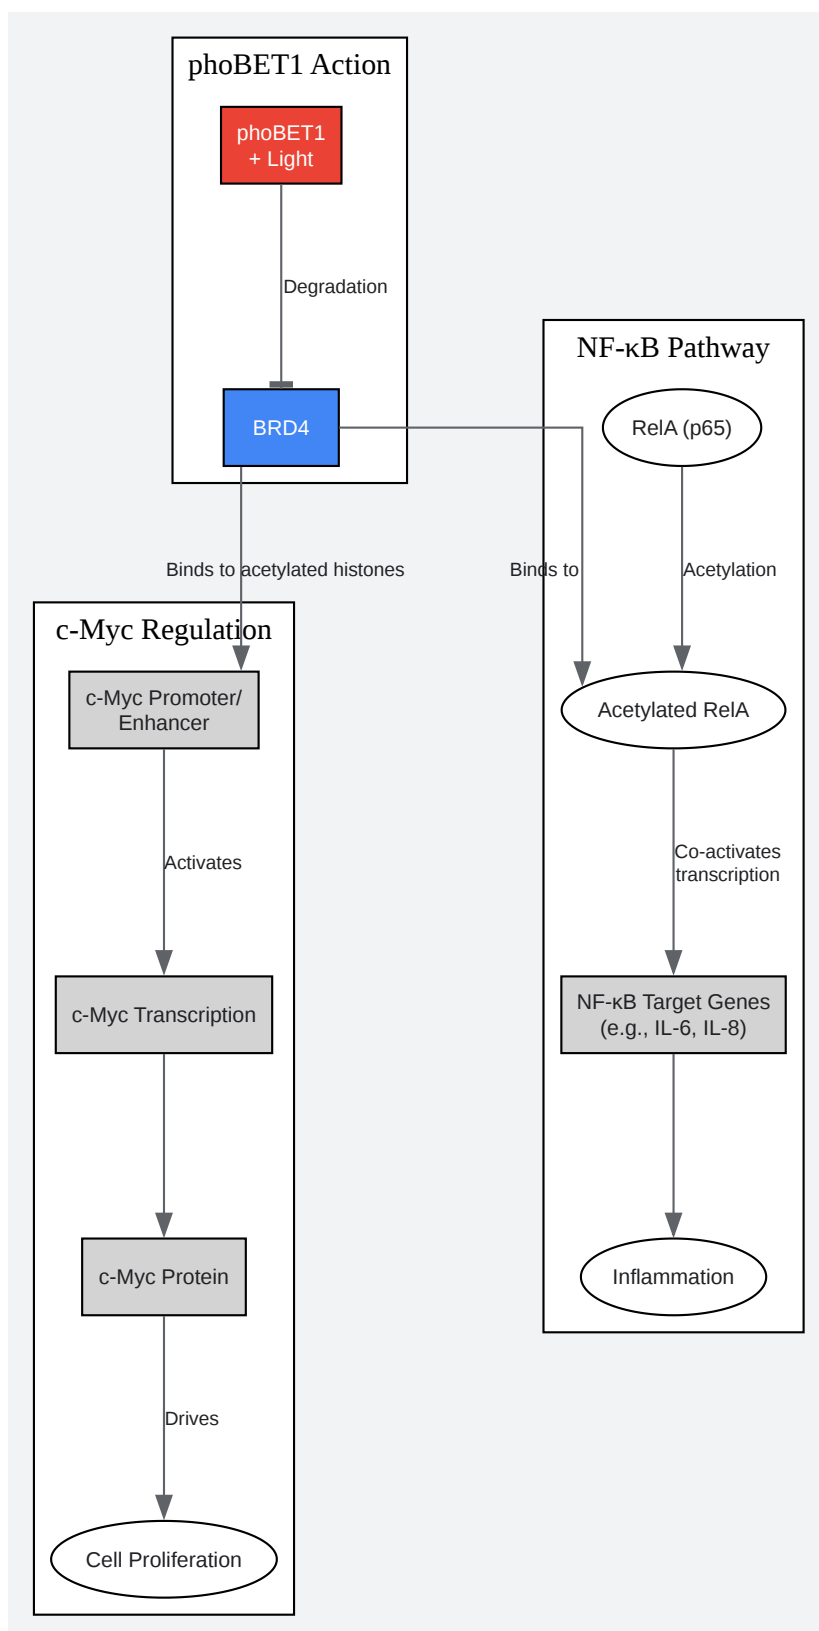 phoBET1 Action
phoBET1
+ Light
Degradation
BRD4
NF-κB Pathway
RelA (p65)
Binds to acetylated histones
Binds to
Acetylation
c-Myc Regulation
c-Myc Promoter/
Enhancer
Acetylated RelA
Activates
Co-activates
transcription
c-Myc Transcription
NF-κB Target Genes
(e.g., IL-6, IL-8)
c-Myc Protein
Inflammation
Drives
Cell Proliferation